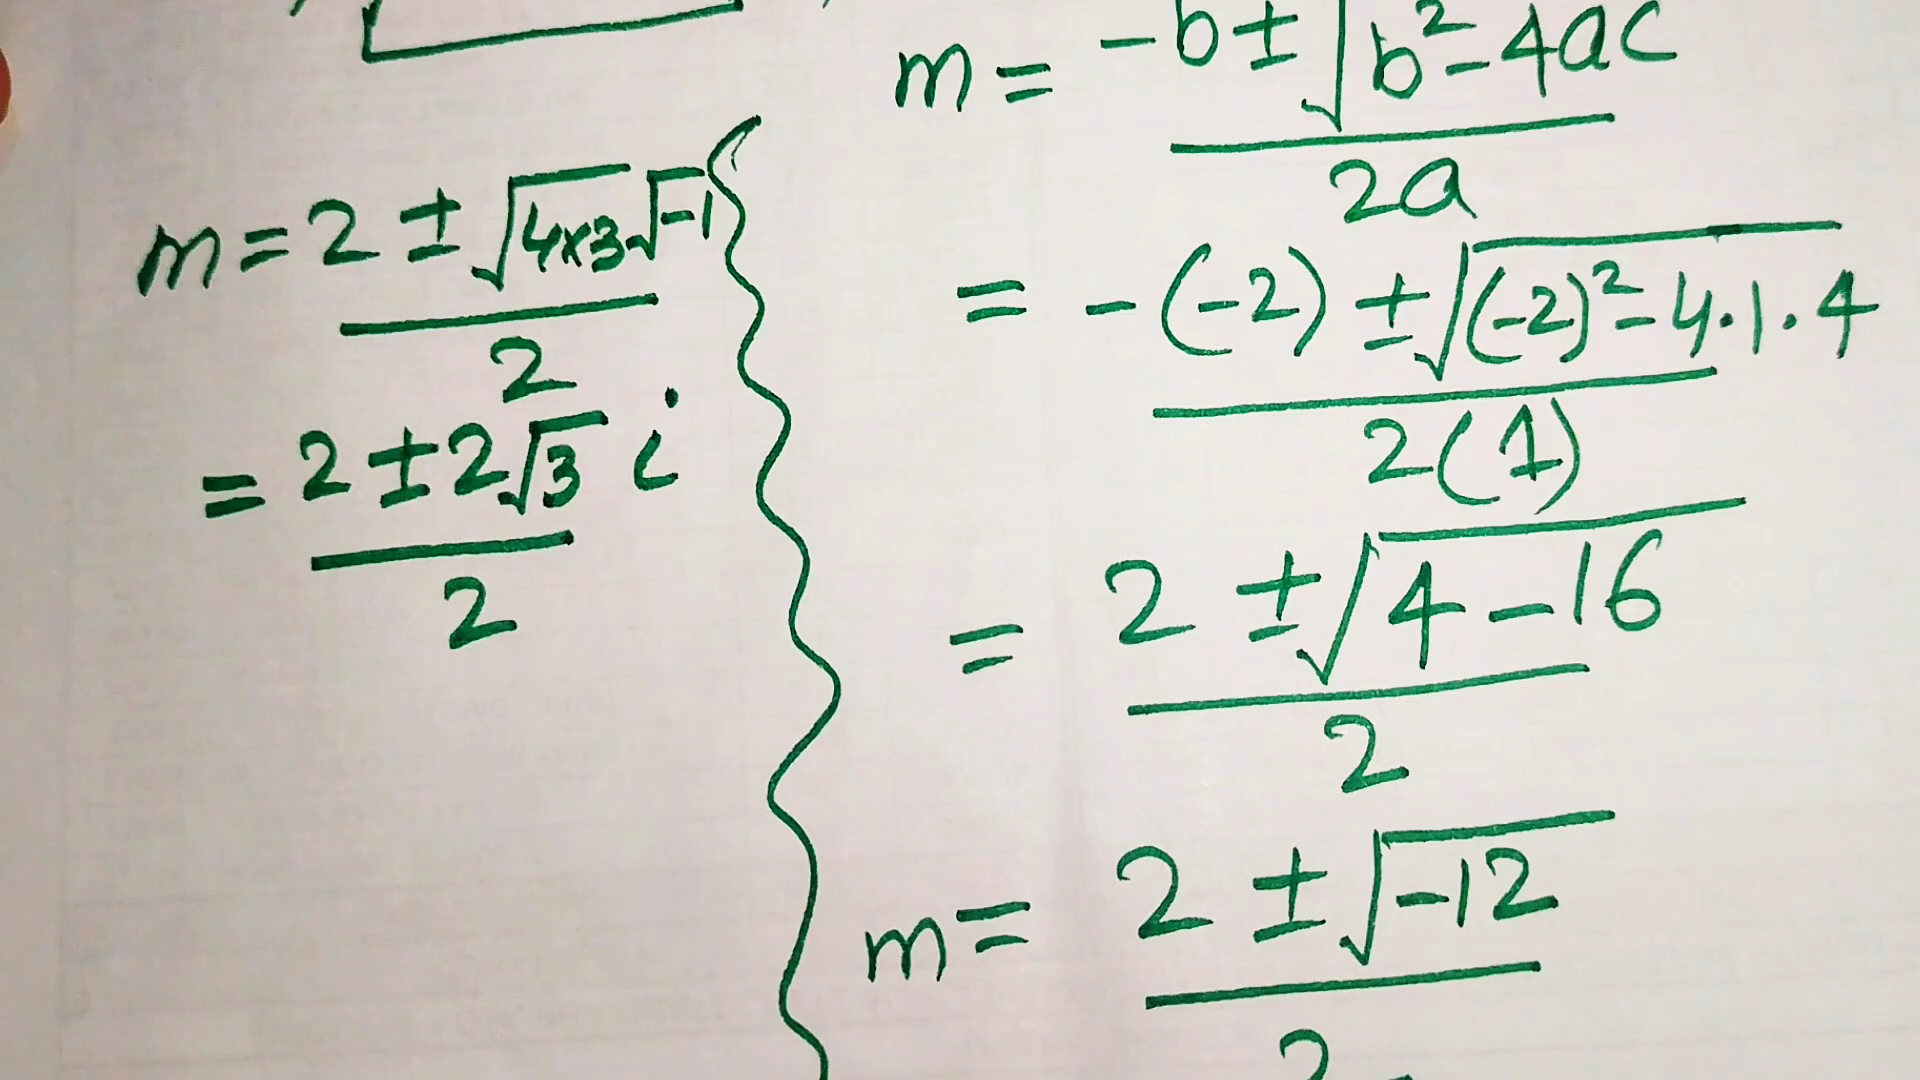 m = -b ± √b² - 4ac
2a
= -(-2) ± √(-2)² - 4·1·4
2(1)
= 2 ± √4 - 16
2
m = 2 ± √-12
2
m = 2 ± √4×3 √-1
2
= 2 ± 2√3 i
2